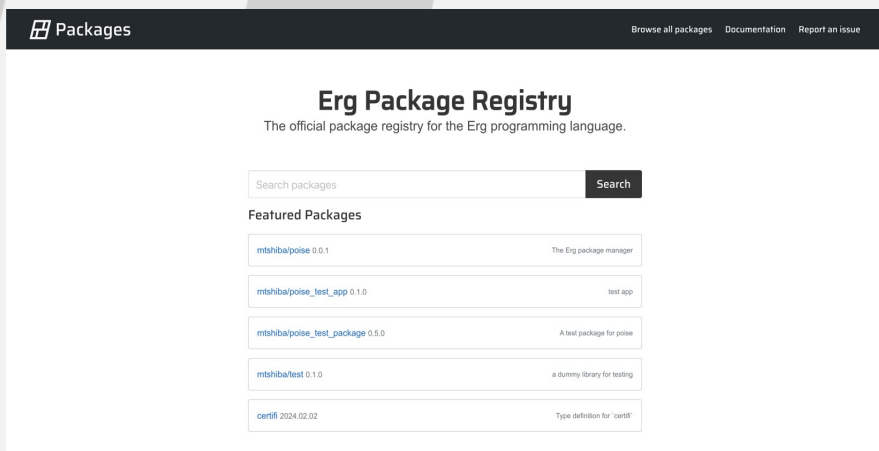 Packages
Browse all packages Documentation Report an issue
Erg Package Registry
The official package registry for the Erg programming language.
Search packages
Search
Featured Packages
mtshiba/poise 0.0.1 The Erg package manager
mtshiba/poise_test_app 0.1.0 test app
mtshiba/poise_test_package 0.5.0 A test package for poise
mtshiba/test 0.1.0 a dummy library for testing
certifi 2024.02.02 Type definition for `certifi`